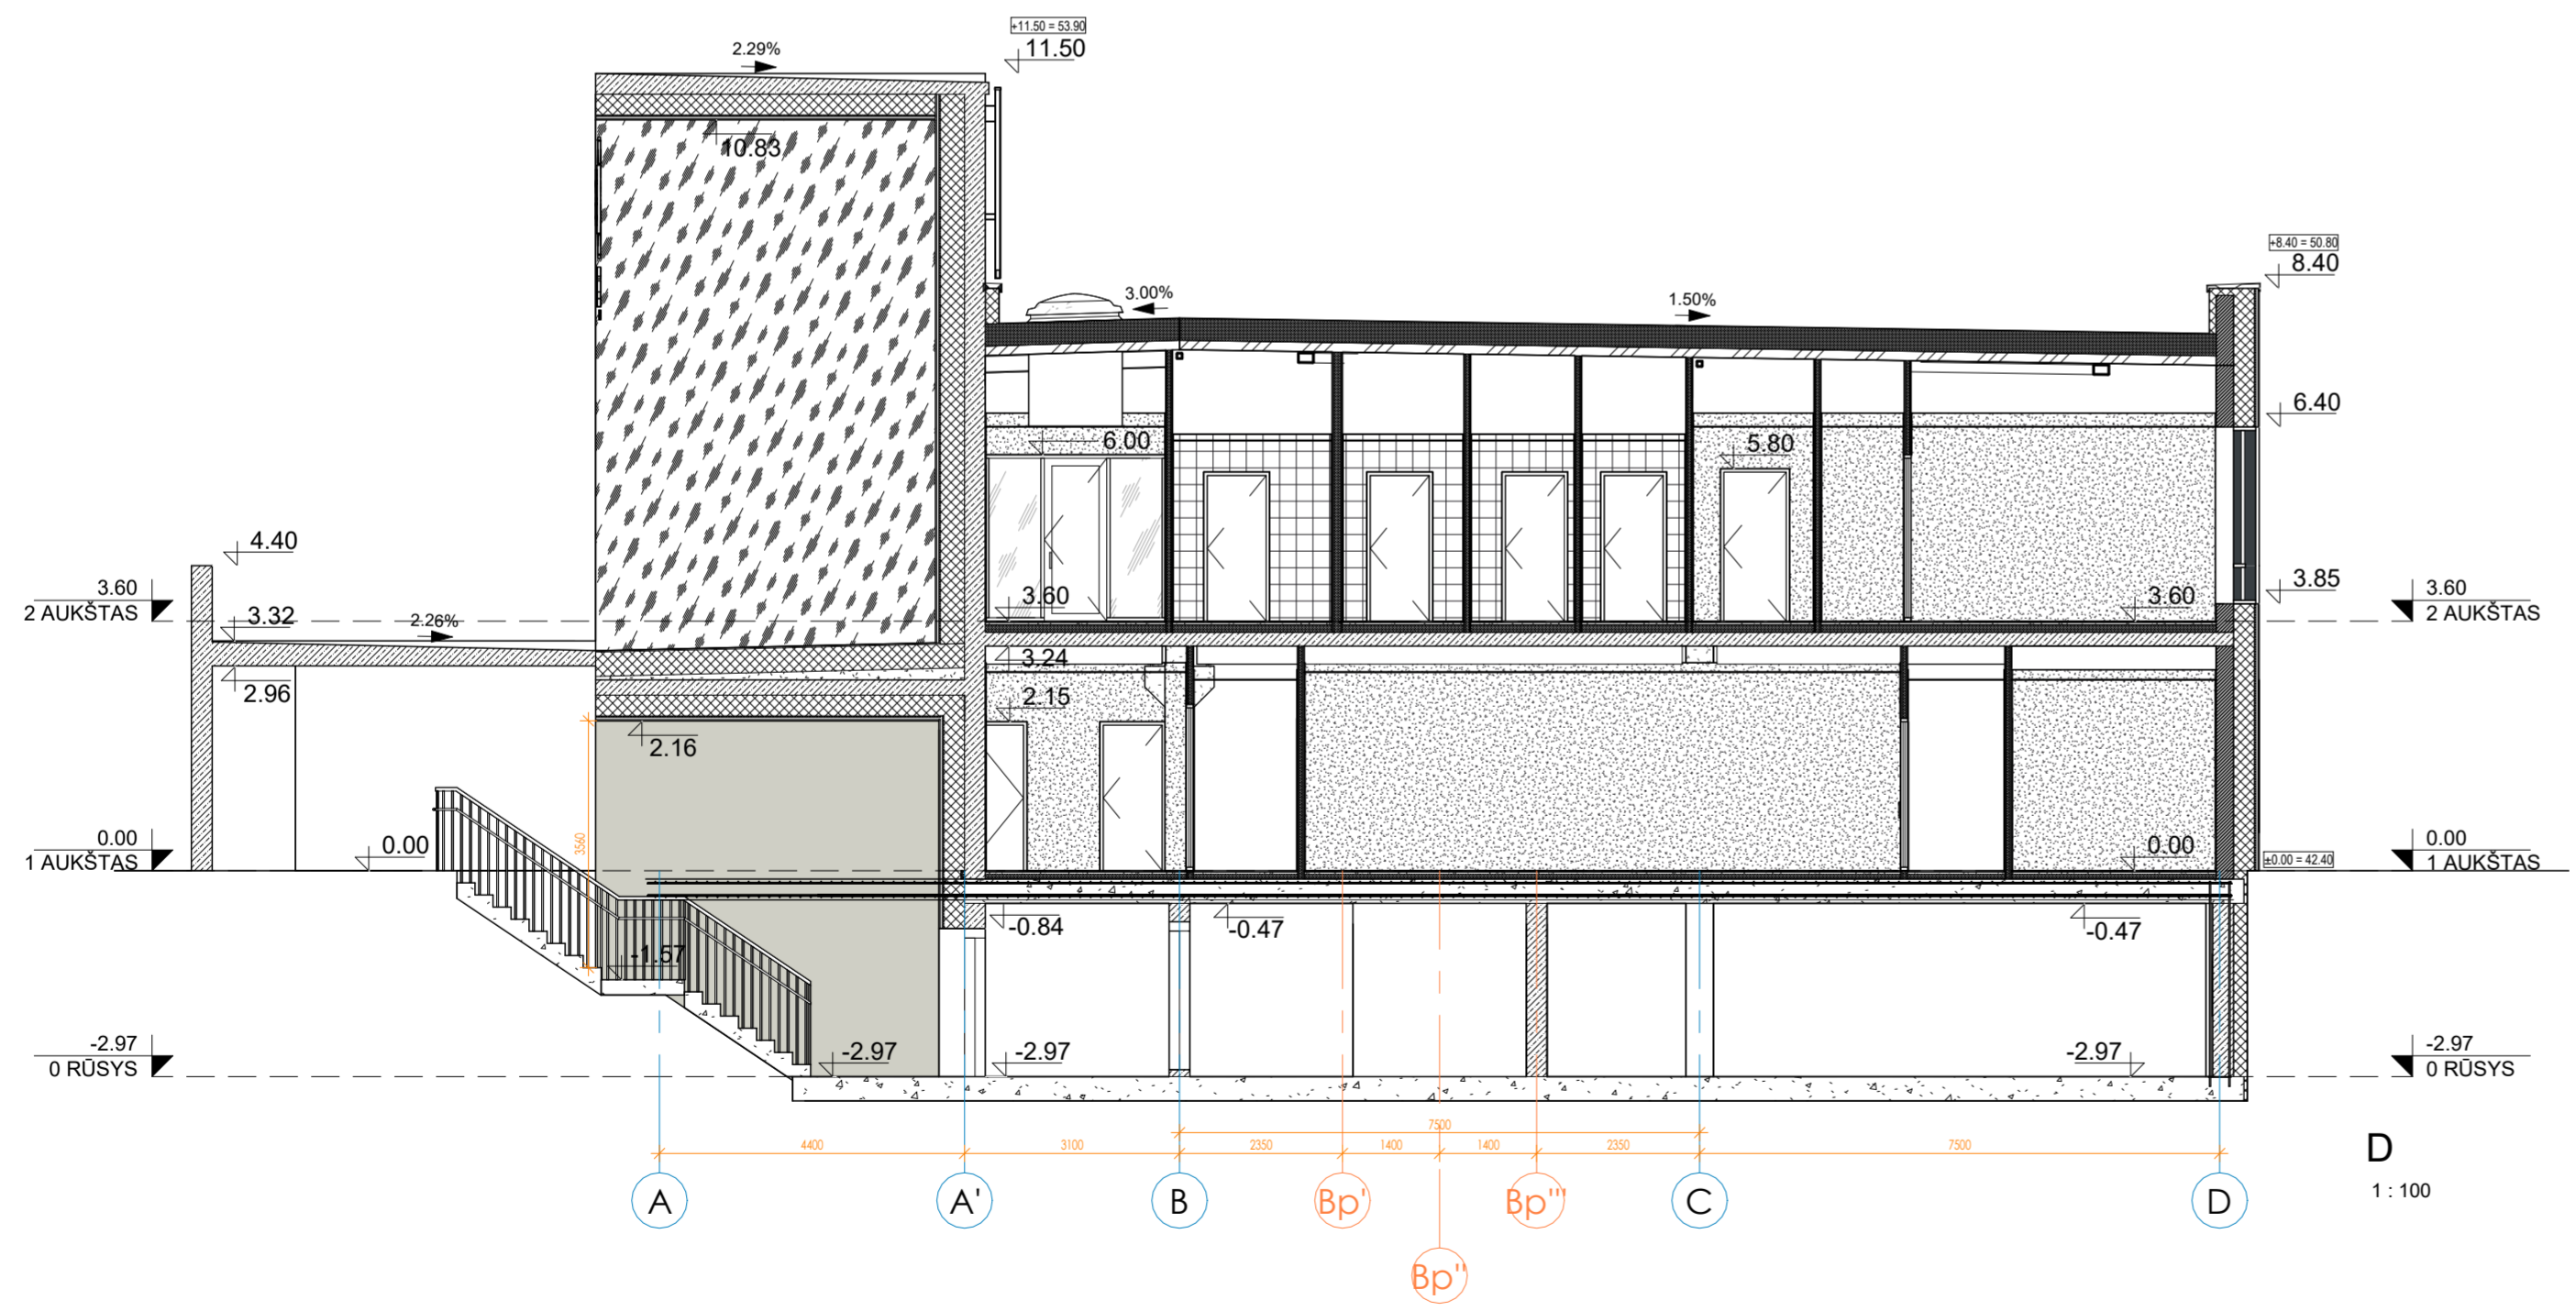 +11.50 = 53.90
11.50
2.29%
10.83
+8.40 = 50.80
8.40
3.00%
1.50%
6.40
6.00
5.80
4.40
3.60
2 AUKŠTAS
3.32
2.26%
3.60
3.60
3.85
3.60
2 AUKŠTAS
2.96
3.24
2.15
2.16
3560
0.00
1 AUKŠTAS
0.00
0.00
±0.00 = 42.40
0.00
1 AUKŠTAS
-0.84
-0.47
-0.47
-1.57
-2.97
0 RŪSYS
-2.97
-2.97
-2.97
-2.97
0 RŪSYS
7500
4400
3100
2350
1400
1400
2350
7500
A
A'
B
Bp'
Bp'''
C
D
Bp''
D
1 : 100